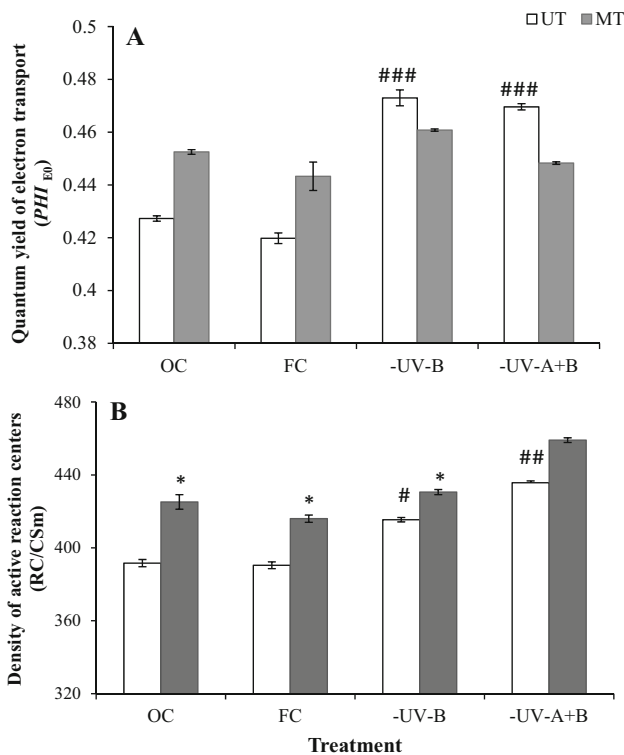 UT MT
A
0.5
0.48
0.46
0.44
0.42
0.4
0.38
Quantum yield of electron transport
(PHI E0)
### ###
OC FC -UV-B -UV-A+B
B
480
440
400
360
320
Density of active reaction centers
(RC/CSm)
* * # * ##
OC FC -UV-B -UV-A+B
Treatment